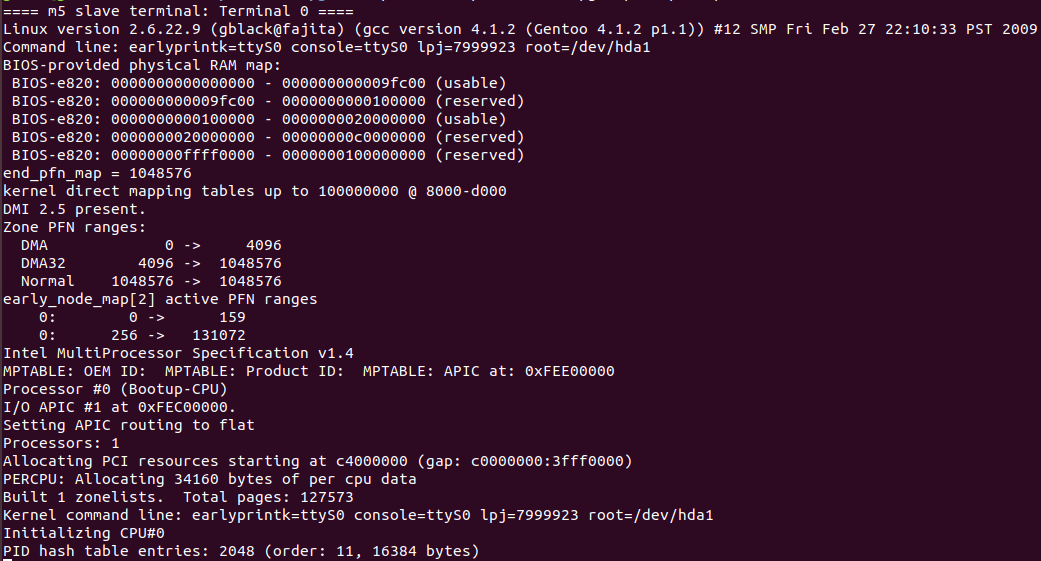 ==== m5 slave terminal: Terminal 0 ====
Linux version 2.6.22.9 (gblack@fajita) (gcc version 4.1.2 (Gentoo 4.1.2 p1.1)) #12 SMP Fri Feb 27 22:10:33 PST 2009
Command line: earlyprintk=ttyS0 console=ttyS0 lpj=7999923 root=/dev/hda1
BIOS-provided physical RAM map:
 BIOS-e820: 0000000000000000 - 000000000009fc00 (usable)
 BIOS-e820: 000000000009fc00 - 0000000000100000 (reserved)
 BIOS-e820: 0000000000100000 - 0000000020000000 (usable)
 BIOS-e820: 0000000020000000 - 00000000c0000000 (reserved)
 BIOS-e820: 00000000ffff0000 - 0000000100000000 (reserved)
end_pfn_map = 1048576
kernel direct mapping tables up to 100000000 @ 8000-d000
DMI 2.5 present.
Zone PFN ranges:
  DMA             0 ->     4096
  DMA32        4096 ->  1048576
  Normal    1048576 ->  1048576
early_node_map[2] active PFN ranges
    0:        0 ->      159
    0:      256 ->   131072
Intel MultiProcessor Specification v1.4
MPTABLE: OEM ID:  MPTABLE: Product ID:  MPTABLE: APIC at: 0xFEE00000
Processor #0 (Bootup-CPU)
I/O APIC #1 at 0xFEC00000.
Setting APIC routing to flat
Processors: 1
Allocating PCI resources starting at c4000000 (gap: c0000000:3fff0000)
PERCPU: Allocating 34160 bytes of per cpu data
Built 1 zonelists.  Total pages: 127573
Kernel command line: earlyprintk=ttyS0 console=ttyS0 lpj=7999923 root=/dev/hda1
Initializing CPU#0
PID hash table entries: 2048 (order: 11, 16384 bytes)